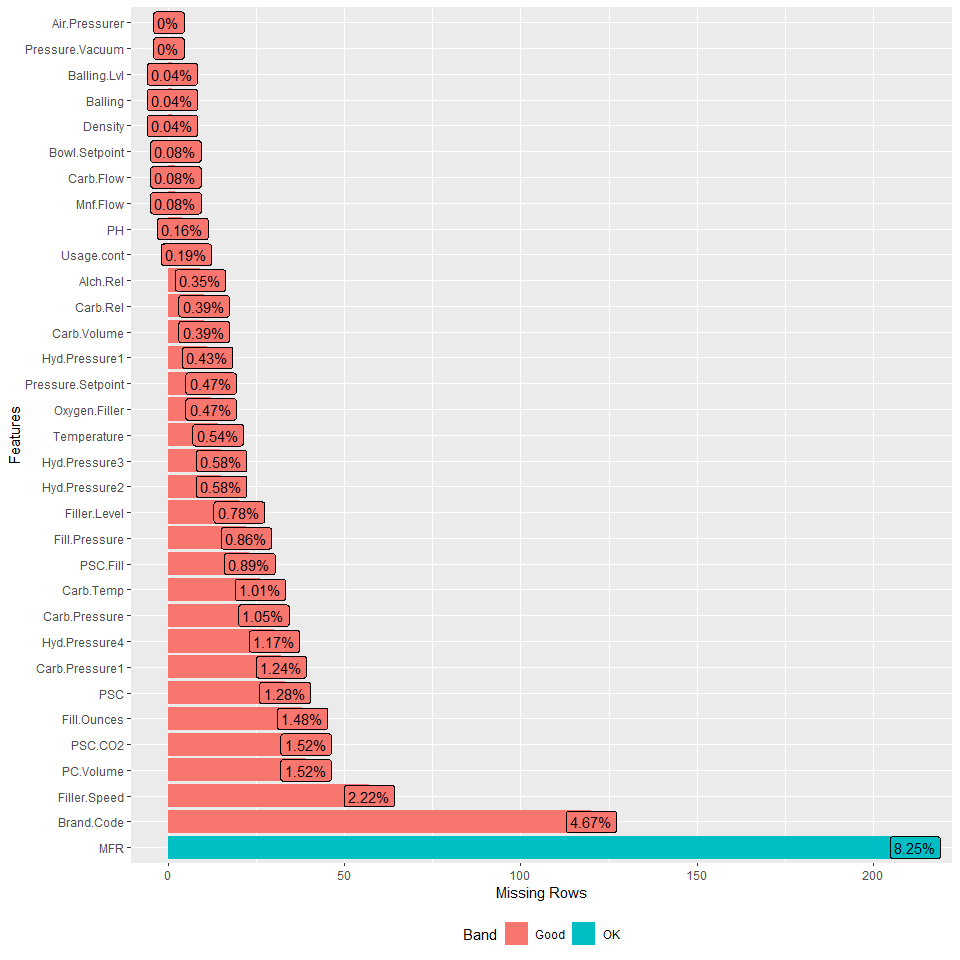 Air.Pressurer 0%
Pressure.Vacuum 0%
Balling.Lvl 0.04%
Balling 0.04%
Density 0.04%
Bowl.Setpoint 0.08%
Carb.Flow 0.08%
Mnf.Flow 0.08%
PH 0.16%
Usage.cont 0.19%
Alch.Rel 0.35%
Carb.Rel 0.39%
Carb.Volume 0.39%
Hyd.Pressure1 0.43%
Pressure.Setpoint 0.47%
Oxygen.Filler 0.47%
Temperature 0.54%
Hyd.Pressure3 0.58%
Hyd.Pressure2 0.58%
Filler.Level 0.78%
Fill.Pressure 0.86%
PSC.Fill 0.89%
Carb.Temp 1.01%
Carb.Pressure 1.05%
Hyd.Pressure4 1.17%
Carb.Pressure1 1.24%
PSC 1.28%
Fill.Ounces 1.48%
PSC.CO2 1.52%
PC.Volume 1.52%
Filler.Speed 2.22%
Brand.Code 4.67%
MFR 8.25%
Features
0 50 100 150 200
Missing Rows
Band Good OK